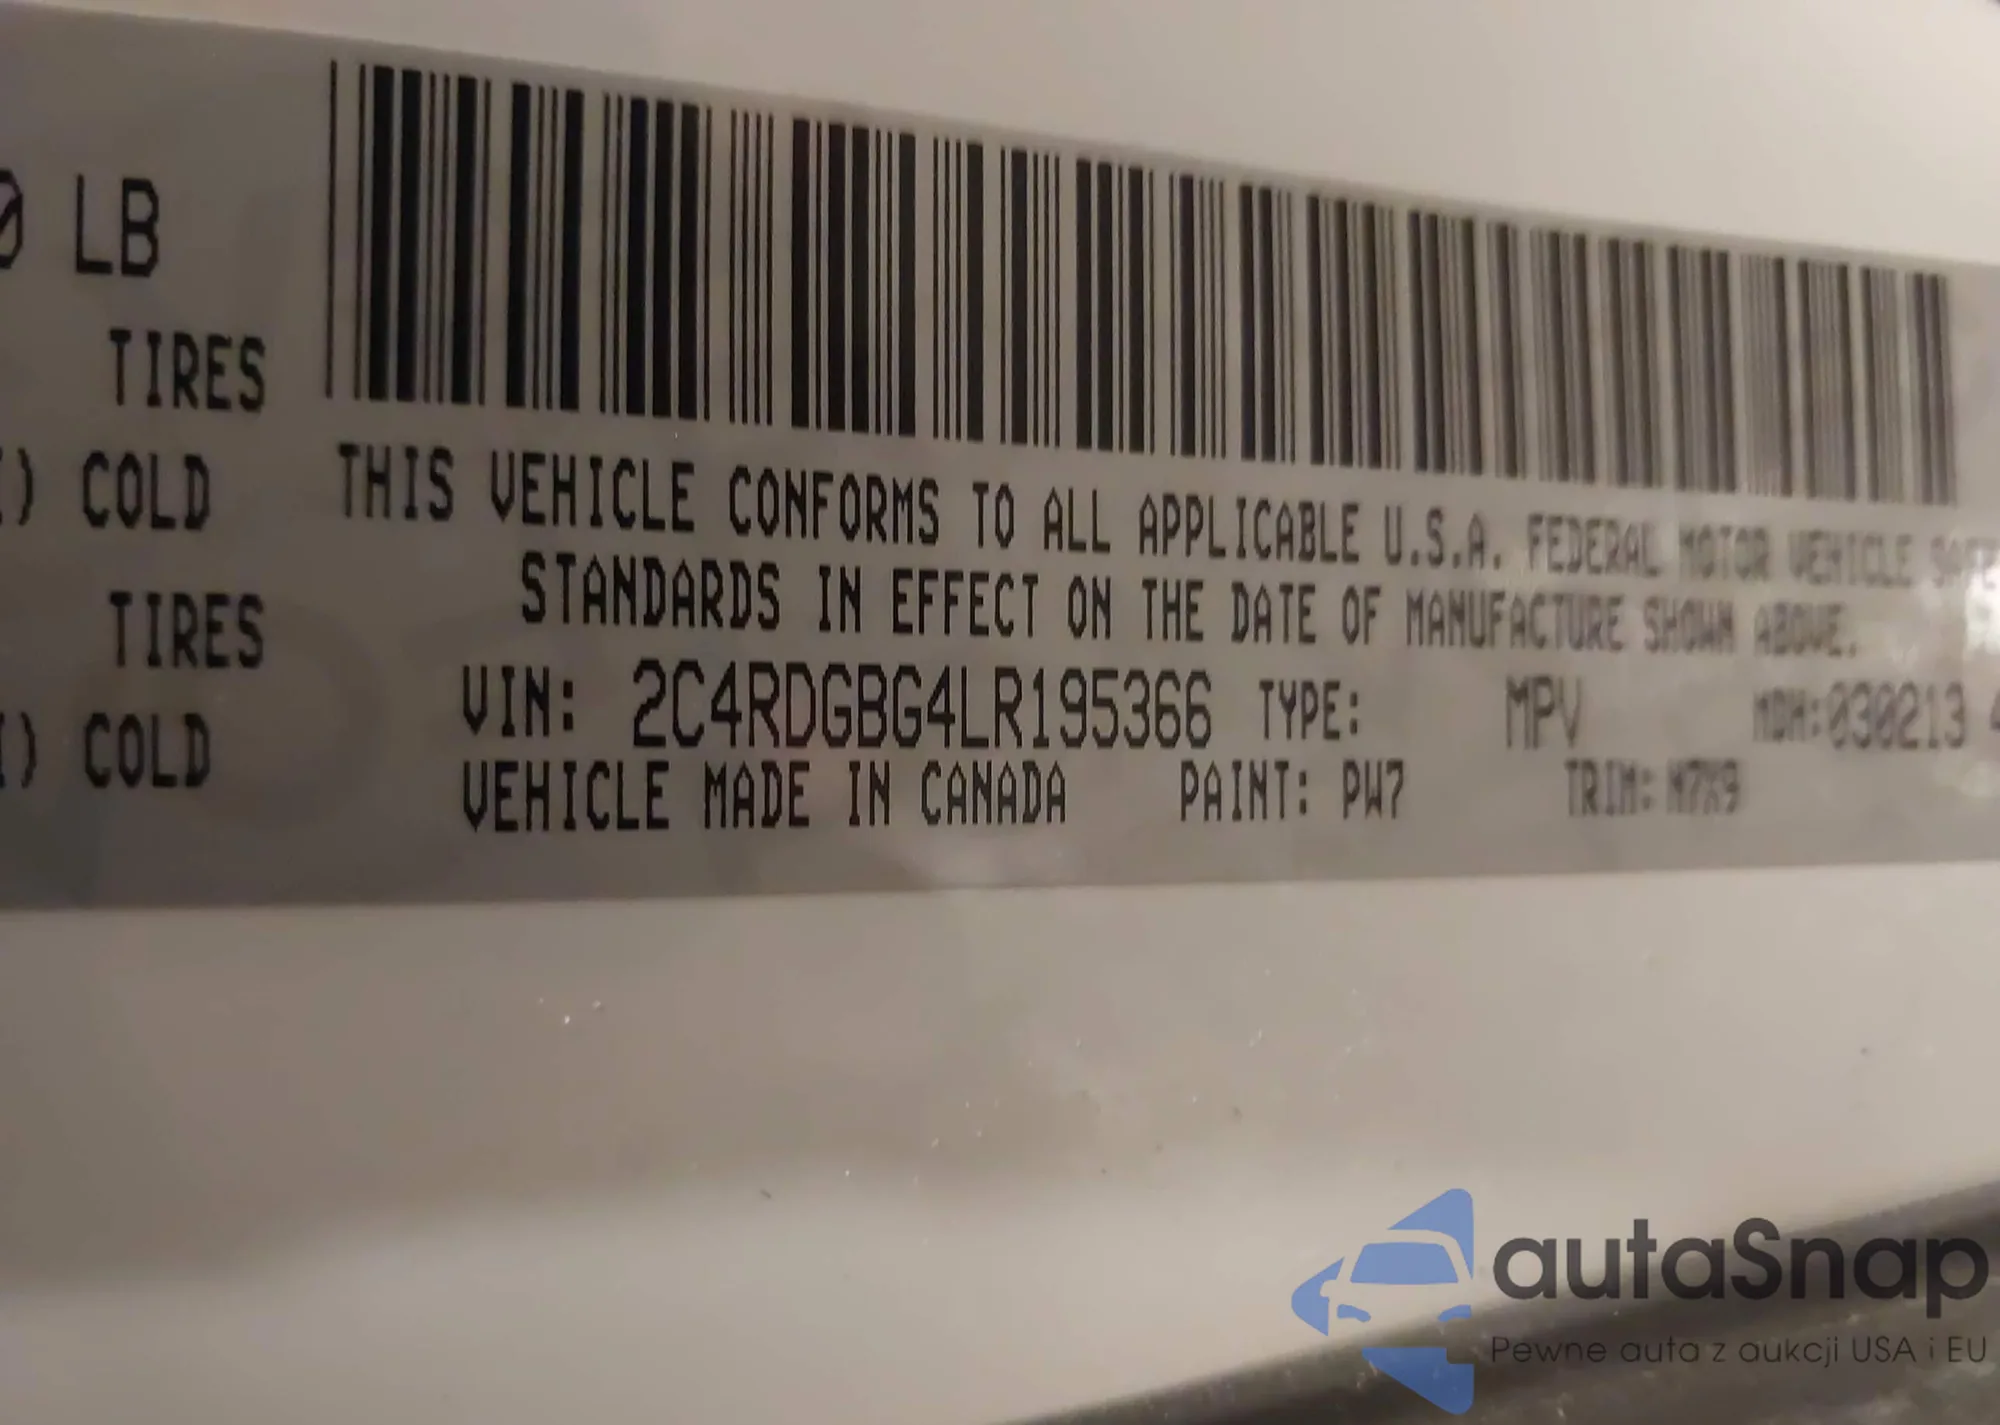 0 LB
TIRES
) COLD
TIRES
) COLD
THIS VEHICLE CONFORMS TO ALL APPLICABLE U.S.A. FEDERAL MOTOR VEHICLE SAFE
STANDARDS IN EFFECT ON THE DATE OF MANUFACTURE SHOWN ABOVE.
VIN: 2C4RDGBG4LR195366 TYPE: MPV MDH:030213 4
VEHICLE MADE IN CANADA PAINT: PW7 TRIM:
autaSnap
Pewne auta z aukcji USA i EU